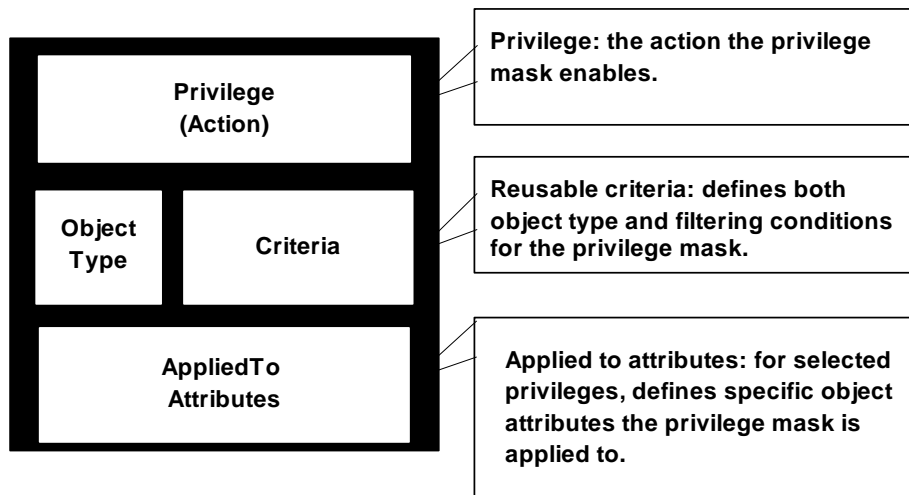 Privilege
(Action)
Privilege: the action the privilege
mask enables.
Object
Type
Criteria
Reusable criteria: defines both
object type and filtering conditions
for the privilege mask.
AppliedTo
Attributes
Applied to attributes: for selected
privileges, defines specific object
attributes the privilege mask is
applied to.